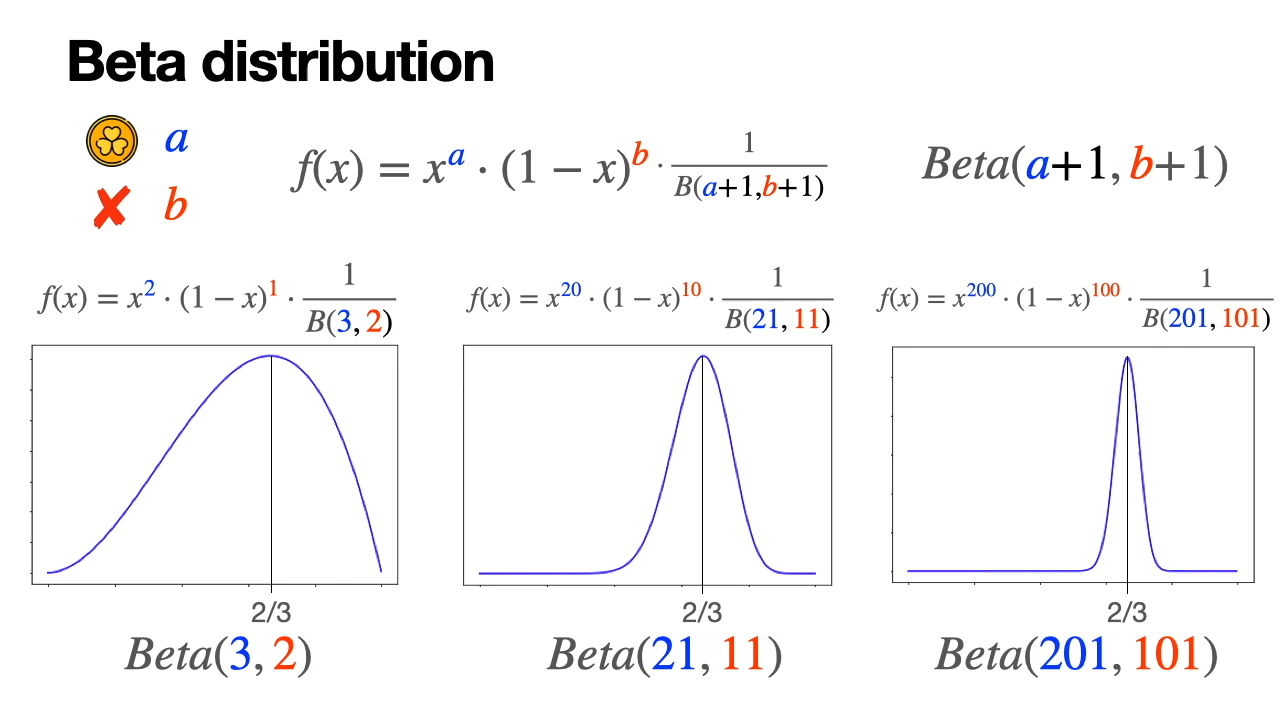 Beta distribution
a
b
f(x) = x^a · (1 − x)^b · 1/B(a+1,b+1)
Beta(a+1, b+1)
f(x) = x^2 · (1 − x)^1 · 1/B(3, 2)
f(x) = x^20 · (1 − x)^10 · 1/B(21, 11)
f(x) = x^200 · (1 − x)^100 · 1/B(201, 101)
2/3
2/3
2/3
Beta(3, 2)
Beta(21, 11)
Beta(201, 101)